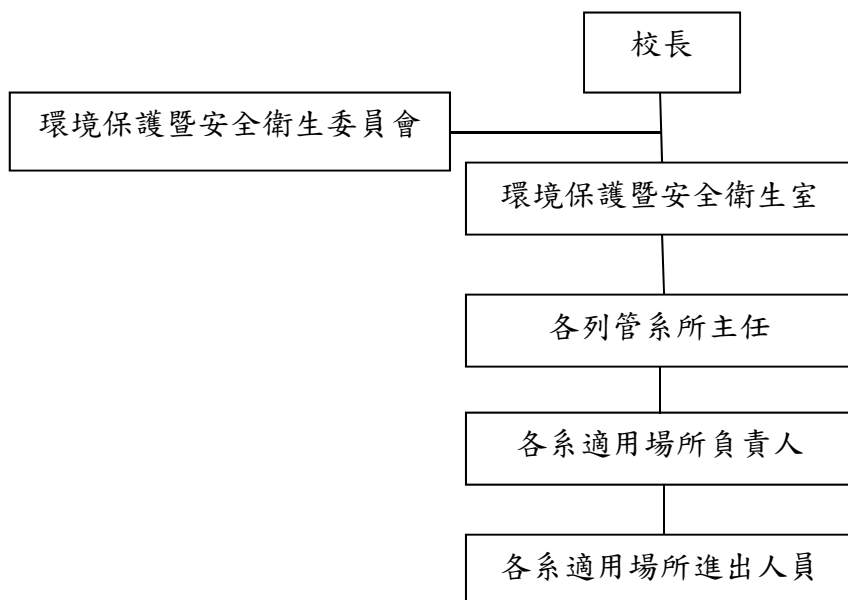 校長
環境保護暨安全衛生委員會
環境保護暨安全衛生室
各列管系所主任
各系適用場所負責人
各系適用場所進出人員